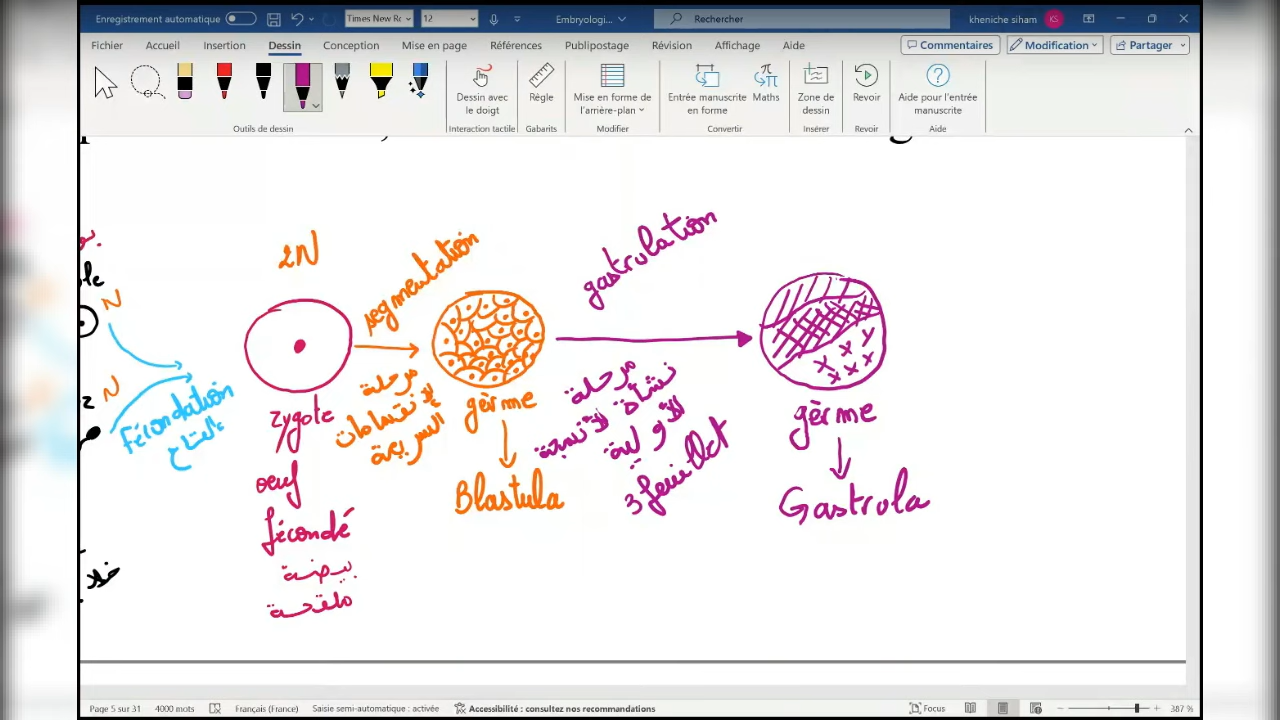 Enregistrement automatique
Times New Ro
12
Embryologi...
Rechercher
kheniche siham
KS
Fichier
Accueil
Insertion
Dessin
Conception
Mise en page
Références
Publipostage
Révision
Affichage
Aide
Commentaires
Modification
Partager
Dessin avec le doigt
Règle
Mise en forme de l'arrière-plan
Entrée manuscrite en forme
Maths
Zone de dessin
Revoir
Aide pour l'entrée manuscrite
Outils de dessin
Interaction tactile
Gabarits
Modifier
Convertir
Insérer
Revoir
Aide
N
N
Fécondation
إلقاح
2N
zygote
oeuf
fécondé
بيضة
ملقحة
segmentation
مرحلة
الإنقسامات
السريعة
gèrme
Blastula
gastrulation
مرحلة
نشأة الأنسجة
الأولية
3 feuillet
gèrme
Gastrula
Page 5 sur 31
4000 mots
Français (France)
Saisie semi-automatique : activée
Accessibilité : consultez nos recommandations
Focus
387 %